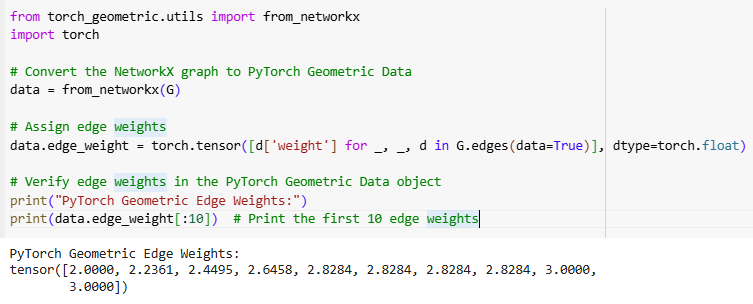 from torch_geometric.utils import from_networkx
import torch
# Convert the NetworkX graph to PyTorch Geometric Data
data = from_networkx(G)
# Assign edge weights
data.edge_weight = torch.tensor([d['weight'] for _, _, d in G.edges(data=True)], dtype=torch.float)
# Verify edge weights in the PyTorch Geometric Data object
print("PyTorch Geometric Edge Weights:")
print(data.edge_weight[:10])  # Print the first 10 edge weights
PyTorch Geometric Edge Weights:
tensor([2.0000, 2.2361, 2.4495, 2.6458, 2.8284, 2.8284, 2.8284, 2.8284, 3.0000,
        3.0000])